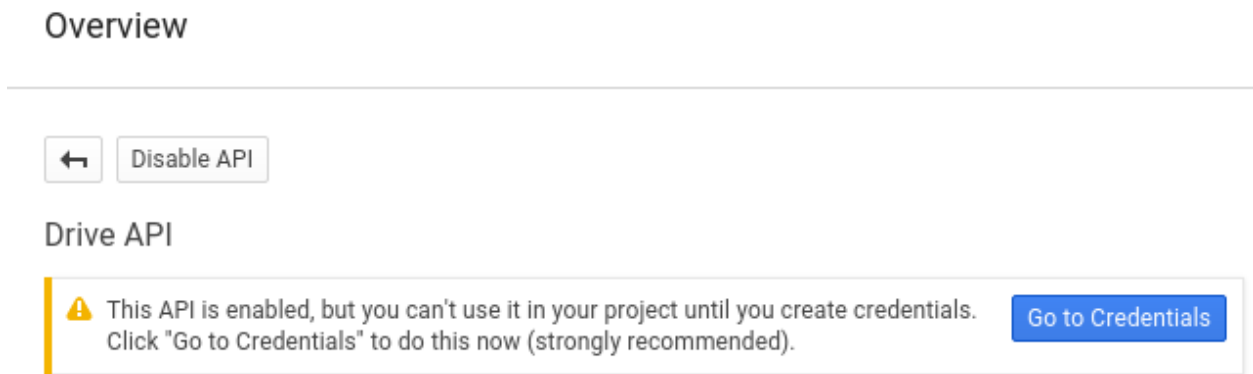 Overview
Disable API
Drive API
This API is enabled, but you can't use it in your project until you create credentials.
Click "Go to Credentials" to do this now (strongly recommended).
Go to Credentials